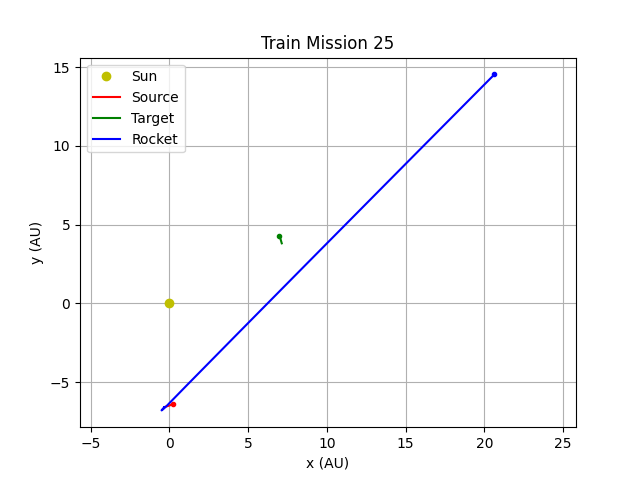 Train Mission 25
Sun
Source
Target
Rocket
15
10
5
0
−5
y (AU)
−5
0
5
10
15
20
25
x (AU)